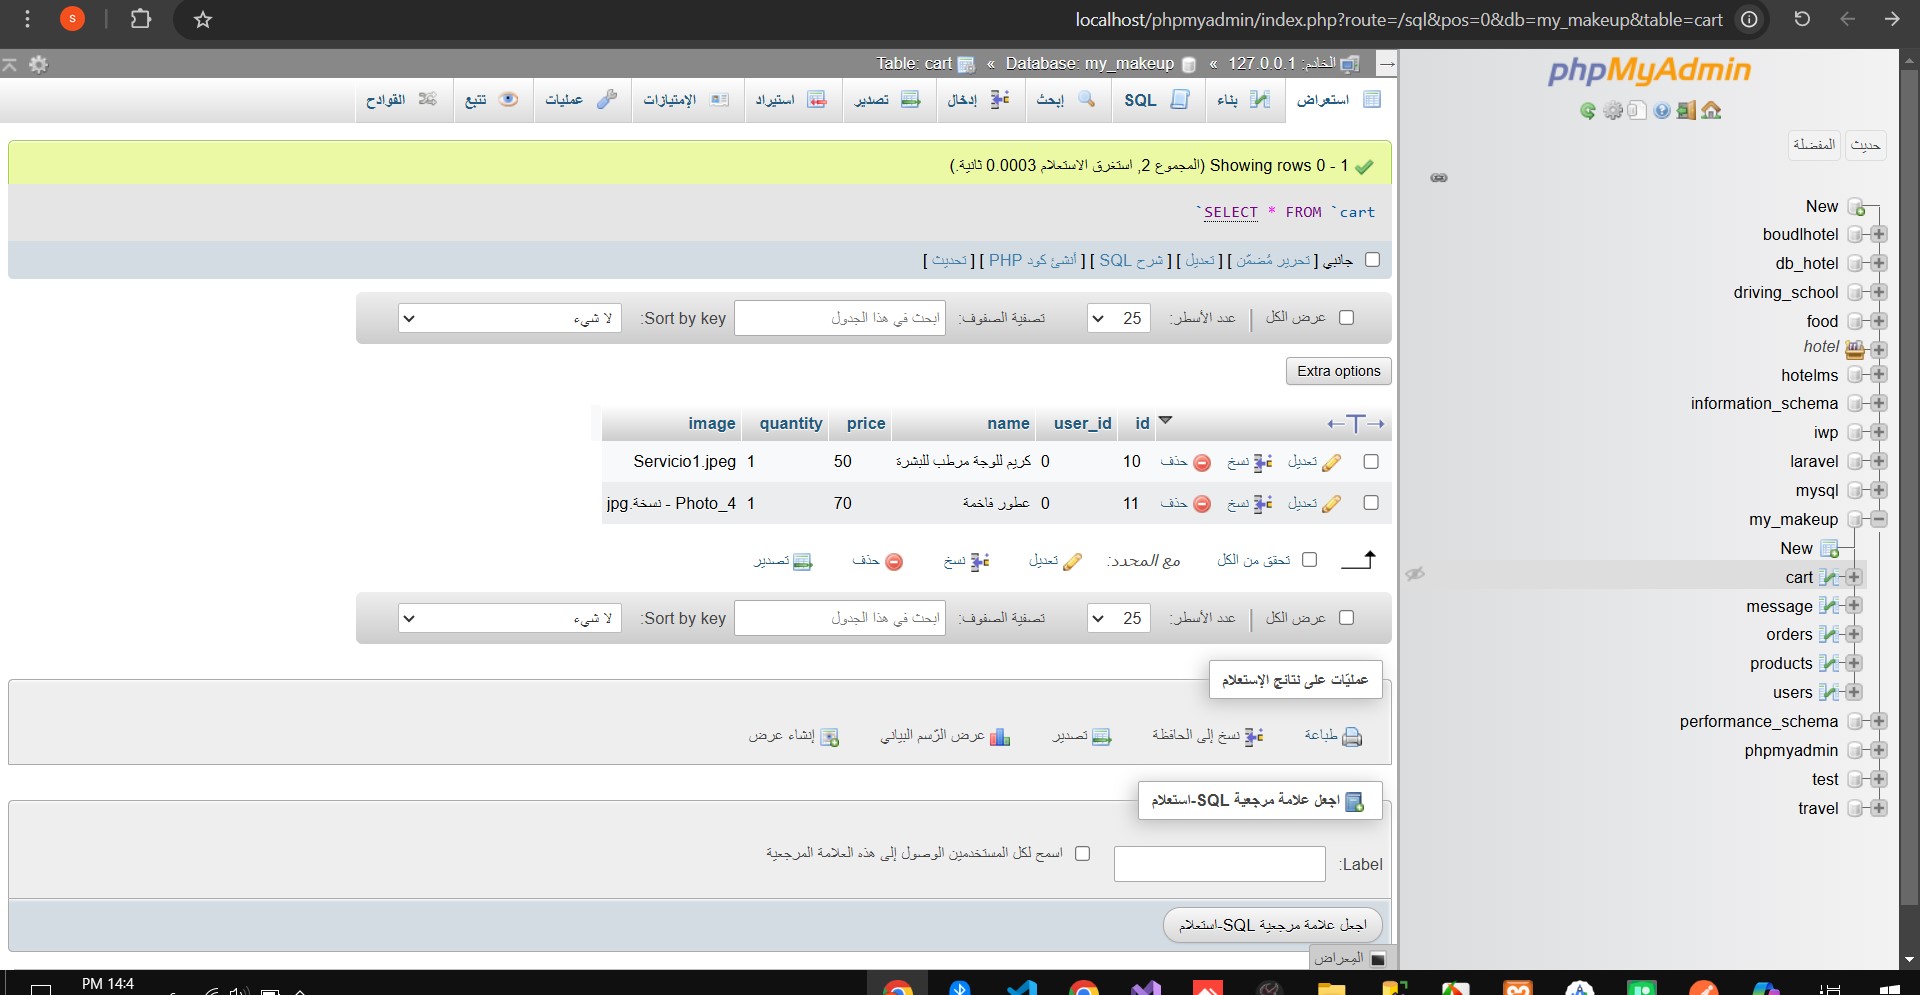 localhost/phpmyadmin/index.php?route=/sql&pos=0&db=my_makeup&table=cart
الخادم: 127.0.0.1 » Database: my_makeup » Table: cart
استعراض بناء SQL إبحث إدخال تصدير استيراد الإمتيازات عمليات تتبع القوادح
Showing rows 0 - 1 (المجموع 2, استغرق الاستعلام 0.0003 ثانية.)
SELECT * FROM `cart`
جانبي [ تحرير مُضمّن ] [ تعديل ] [ شرح SQL ] [ أنشئ كود PHP ] [ تحديث ]
عرض الكل | عدد الأسطر: 25 تصفية الصفوف: ابحث في هذا الجدول Sort by key: لا شيء
Extra options
id user_id name price quantity image
تعديل نسخ حذف 10 0 كريم للوجة مرطب للبشرة 50 1 Servicio1.jpeg
تعديل نسخ حذف 11 0 عطور فاخمة 70 1 Photo_4 - نسخة.jpg
تحقق من الكل مع المحدد: تعديل نسخ حذف تصدير
عرض الكل | عدد الأسطر: 25 تصفية الصفوف: ابحث في هذا الجدول Sort by key: لا شيء
عمليّات على نتائج الإستعلام
طباعة نسخ إلى الحافظة تصدير عرض الرّسم البياني إنشاء عرض
اجعل علامة مرجعية SQL-استعلام
Label: اسمح لكل المستخدمين الوصول إلى هذه العلامة المرجعية
اجعل علامة مرجعية SQL-استعلام
المِعراض
phpMyAdmin
حديث المفضلة
New
boudlhotel
db_hotel
driving_school
food
hotel
hotelms
information_schema
iwp
laravel
mysql
my_makeup
New
cart
message
orders
products
users
performance_schema
phpmyadmin
test
travel
PM 14:4